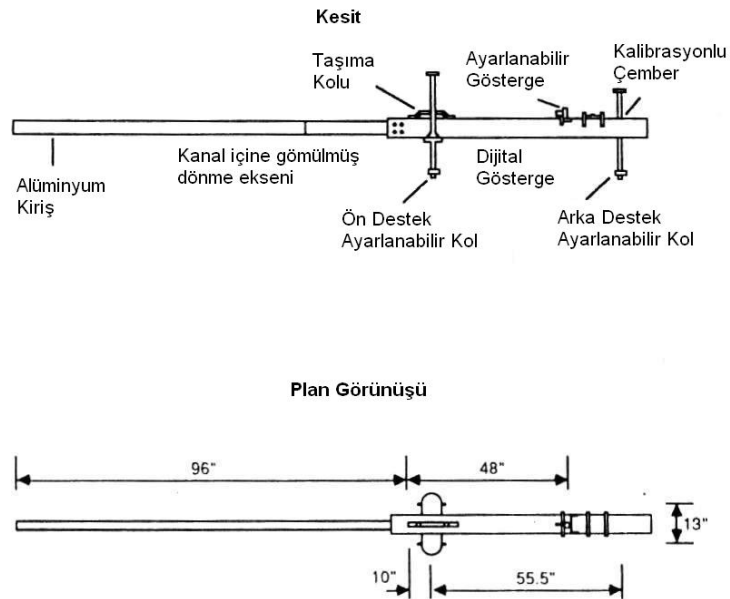 Kesit
Taşıma
Kolu
Ayarlanabilir
Gösterge
Kalibrasyonlu
Çember
Alüminyum
Kiriş
Kanal içine gömülmüş
dönme ekseni
Dijital
Gösterge
Ön Destek
Ayarlanabilir Kol
Arka Destek
Ayarlanabilir Kol
Plan Görünüşü
96"
48"
13"
10"
55.5"